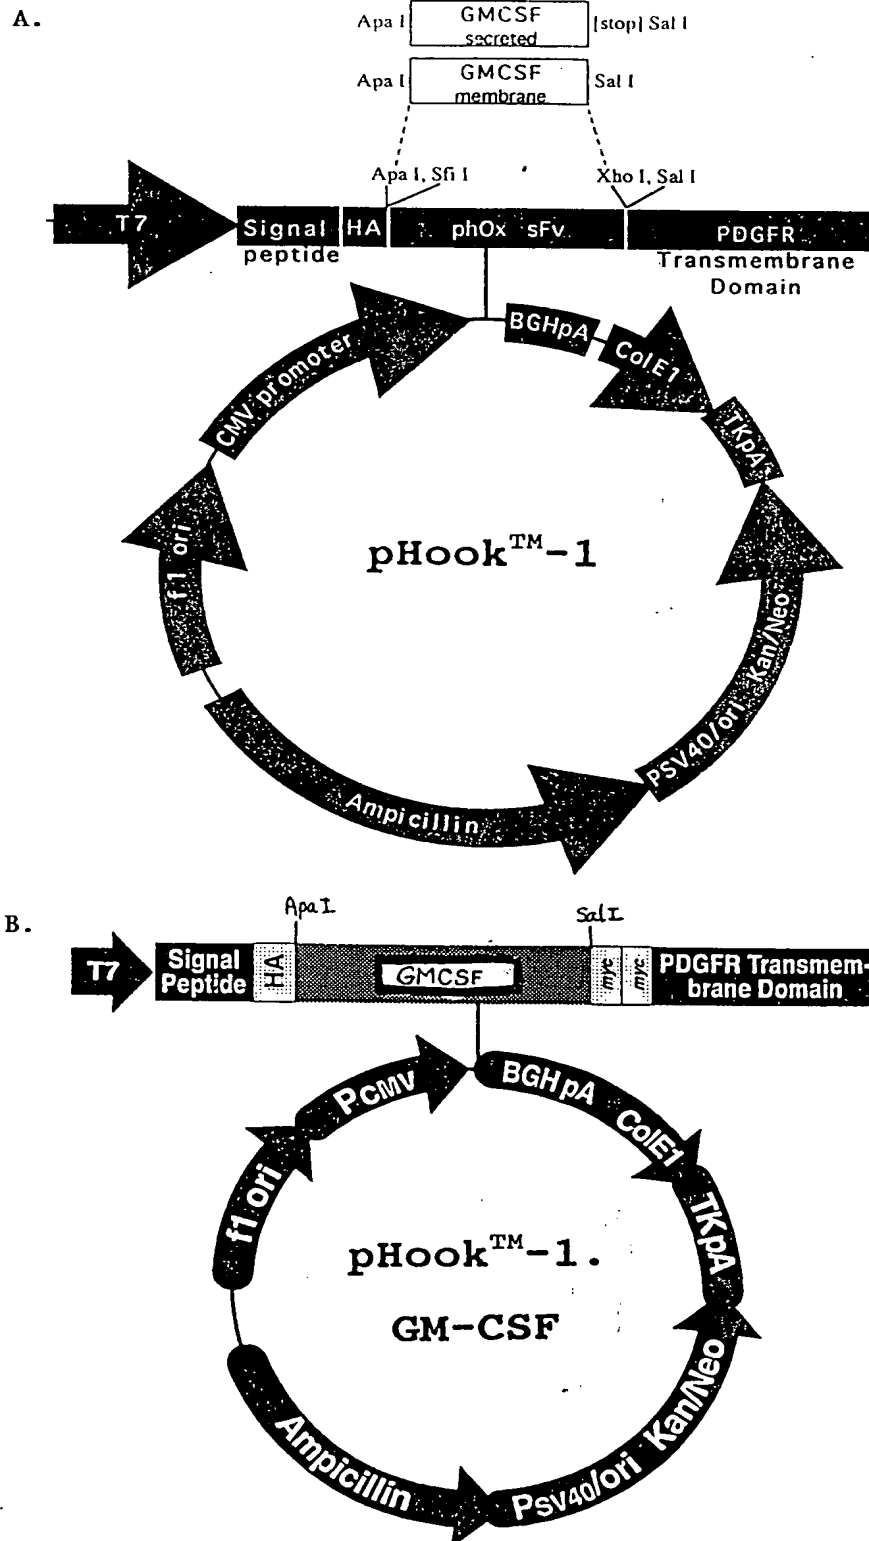 A.
Apa I GMCSF [stop] Sal I
secreted
Apa I GMCSF Sal I
membrane
Apa I, Sfi I Xho I, Sal I
T7 Signal HA phOx sFv PDGFR
peptide Transmembrane
Domain
CMV promoter BGHpA ColE1 TKpA
f1 ori
pHook™-1
PSV40/ori Kan/Neo
Ampicillin
B.
Apa I Sal I
T7 Signal HA GMCSF myc myc PDGFR Transmem-
Peptide brane Domain
PCMV BGHpA ColE1
f1 ori TKpA
pHook™-1.
GM-CSF
Ampicillin PSV40/ori Kan/Neo